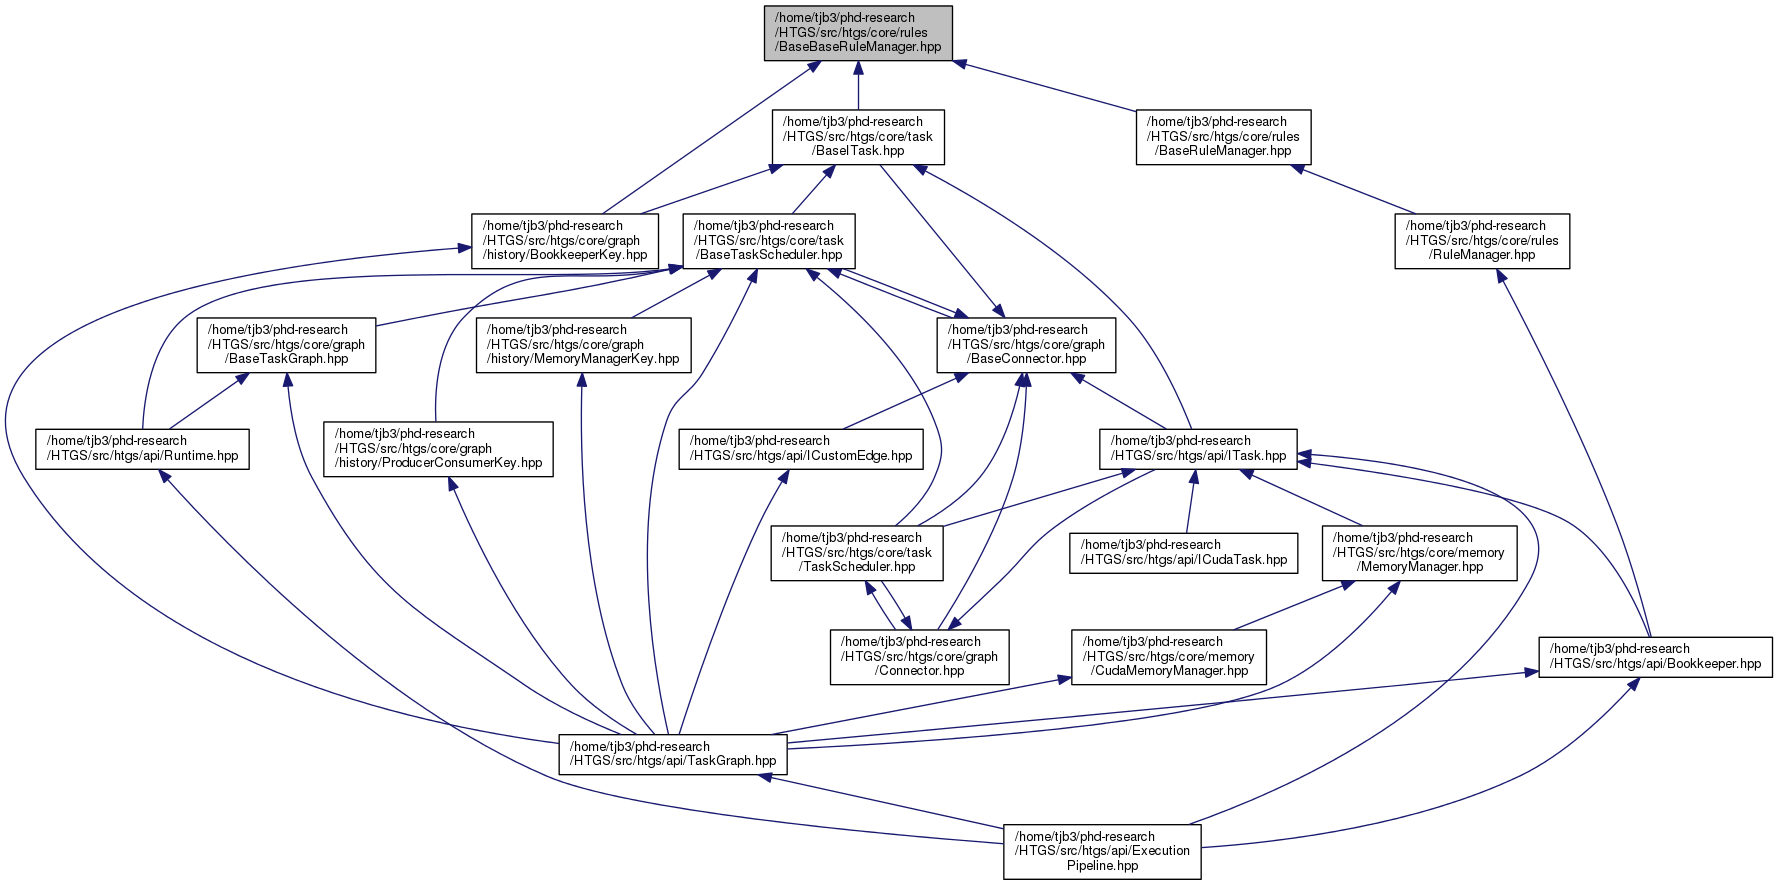 /home/tjb3/phd-research
/HTGS/src/htgs/core/rules
/BaseBaseRuleManager.hpp
/home/tjb3/phd-research
/HTGS/src/htgs/core/task
/BaseITask.hpp
/home/tjb3/phd-research
/HTGS/src/htgs/core/rules
/BaseRuleManager.hpp
/home/tjb3/phd-research
/HTGS/src/htgs/core/graph
/history/BookkeeperKey.hpp
/home/tjb3/phd-research
/HTGS/src/htgs/core/task
/BaseTaskScheduler.hpp
/home/tjb3/phd-research
/HTGS/src/htgs/core/rules
/RuleManager.hpp
/home/tjb3/phd-research
/HTGS/src/htgs/core/graph
/BaseTaskGraph.hpp
/home/tjb3/phd-research
/HTGS/src/htgs/core/graph
/history/MemoryManagerKey.hpp
/home/tjb3/phd-research
/HTGS/src/htgs/core/graph
/BaseConnector.hpp
/home/tjb3/phd-research
/HTGS/src/htgs/api/Runtime.hpp
/home/tjb3/phd-research
/HTGS/src/htgs/core/graph
/history/ProducerConsumerKey.hpp
/home/tjb3/phd-research
/HTGS/src/htgs/api/ICustomEdge.hpp
/home/tjb3/phd-research
/HTGS/src/htgs/api/ITask.hpp
/home/tjb3/phd-research
/HTGS/src/htgs/core/task
/TaskScheduler.hpp
/home/tjb3/phd-research
/HTGS/src/htgs/api/ICudaTask.hpp
/home/tjb3/phd-research
/HTGS/src/htgs/core/memory
/MemoryManager.hpp
/home/tjb3/phd-research
/HTGS/src/htgs/core/graph
/Connector.hpp
/home/tjb3/phd-research
/HTGS/src/htgs/core/memory
/CudaMemoryManager.hpp
/home/tjb3/phd-research
/HTGS/src/htgs/api/Bookkeeper.hpp
/home/tjb3/phd-research
/HTGS/src/htgs/api/TaskGraph.hpp
/home/tjb3/phd-research
/HTGS/src/htgs/api/Execution
Pipeline.hpp